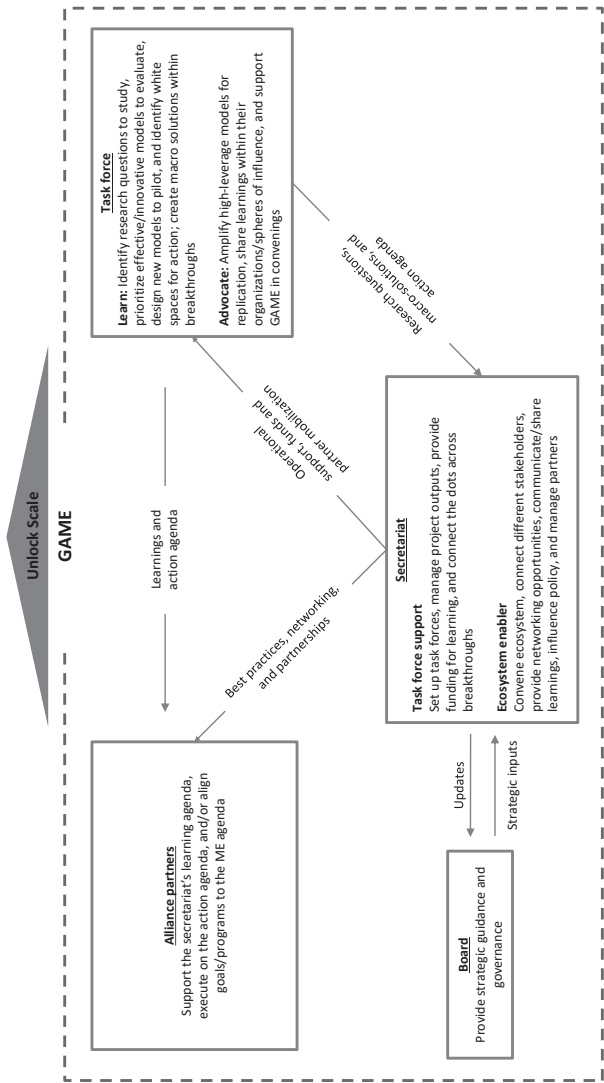 Unlock Scale
GAME
Alliance partners
Support the secretariat's learning agenda,
execute on the action agenda, and/or align
goals/programs to the ME agenda
Learnings and
action agenda
Task force
Learn: Identify research questions to study,
prioritize effective/innovative models to evaluate,
design new models to pilot, and identify white
spaces for action; create macro solutions within
breakthroughs
Advocate: Amplify high-leverage models for
replication, share learnings within their
organizations/spheres of influence, and support
GAME in convenings
Best practices, networking,
and partnerships
Operational
support, funds and
partner mobilization
Research questions,
macro-solutions, and
action agenda
Board
Provide strategic guidance and
governance
Updates
Strategic inputs
Secretariat
Task force support
Set up task forces, manage project outputs, provide
funding for learning, and connect the dots across
breakthroughs
Ecosystem enabler
Convene ecosystem, connect different stakeholders,
provide networking opportunities, communicate/share
learnings, influence policy, and manage partners